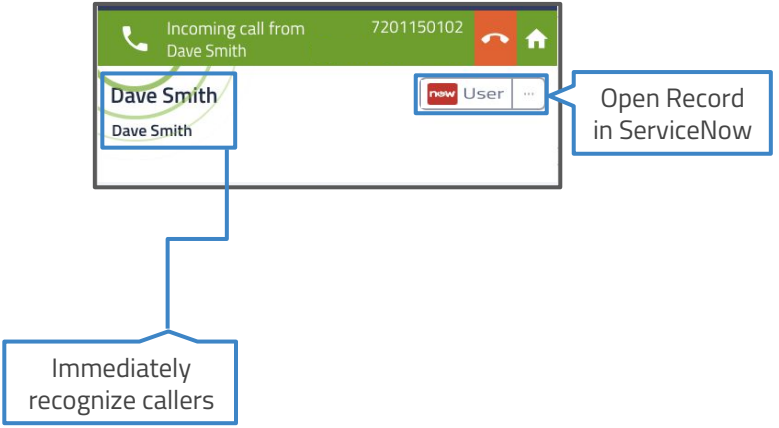 Incoming call from
Dave Smith
7201150102
Dave Smith
Dave Smith
now User ...
Open Record
in ServiceNow
Immediately
recognize callers